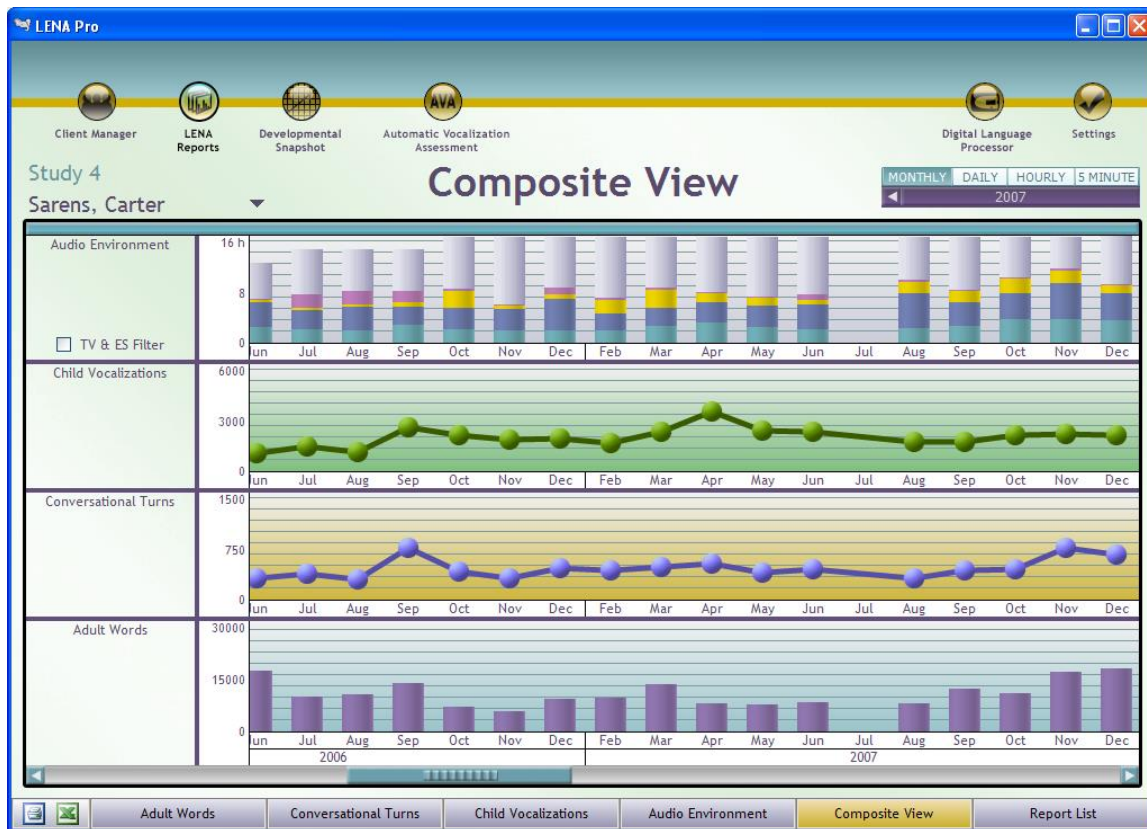 LENA Pro
Client Manager
LENA Reports
Developmental Snapshot
AVA
Automatic Vocalization Assessment
Digital Language Processor
Settings
Study 4
Sarens, Carter
Composite View
MONTHLY DAILY HOURLY 5 MINUTE
2007
Audio Environment
16 h
8
0
TV & ES Filter
Jun Jul Aug Sep Oct Nov Dec Feb Mar Apr May Jun Jul Aug Sep Oct Nov Dec
Child Vocalizations
6000
3000
0
Jun Jul Aug Sep Oct Nov Dec Feb Mar Apr May Jun Jul Aug Sep Oct Nov Dec
Conversational Turns
1500
750
0
Jun Jul Aug Sep Oct Nov Dec Feb Mar Apr May Jun Jul Aug Sep Oct Nov Dec
Adult Words
30000
15000
0
Jun Jul Aug Sep Oct Nov Dec Feb Mar Apr May Jun Jul Aug Sep Oct Nov Dec
2006 2007
Adult Words Conversational Turns Child Vocalizations Audio Environment Composite View Report List